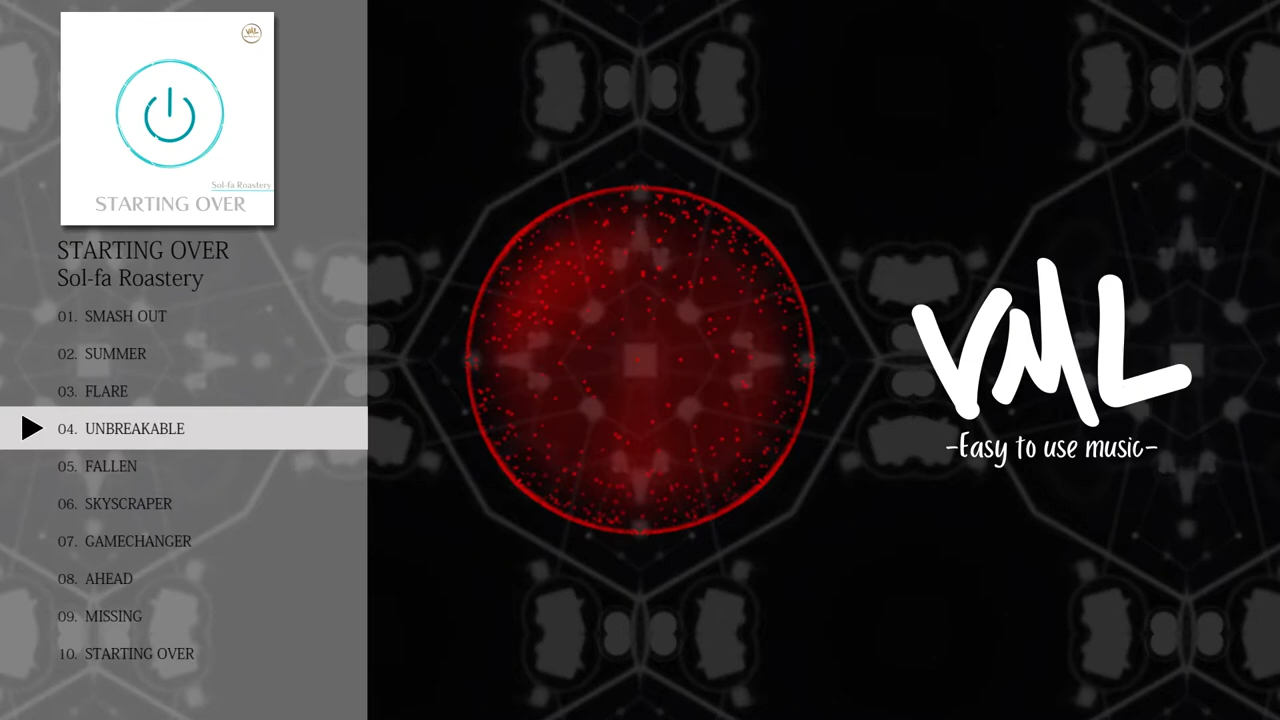 VML
Sol-fa Roastery
STARTING OVER
STARTING OVER
Sol-fa Roastery
01. SMASH OUT
02. SUMMER
03. FLARE
04. UNBREAKABLE
05. FALLEN
06. SKYSCRAPER
07. GAMECHANGER
08. AHEAD
09. MISSING
10. STARTING OVER
VML
-Easy to use music-